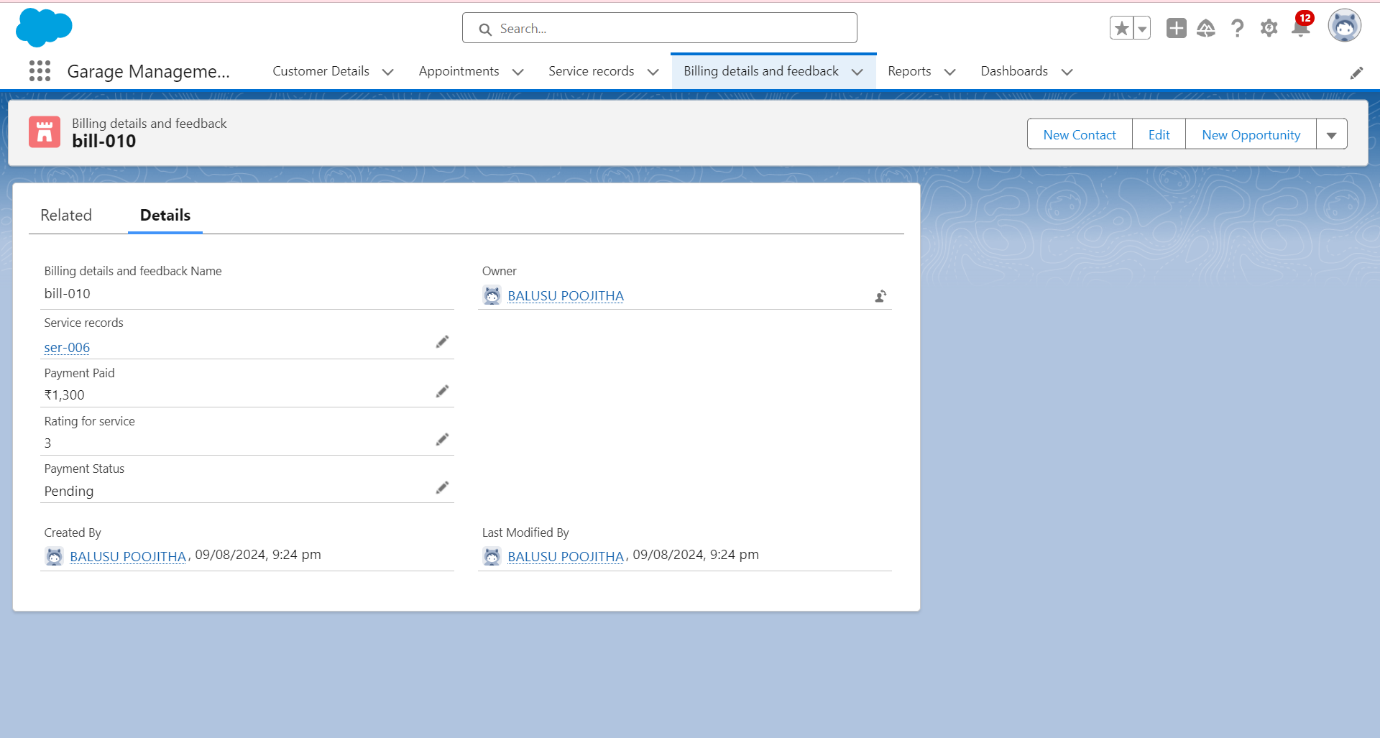 Search...
12
Garage Manageme...
Customer Details
Appointments
Service records
Billing details and feedback
Reports
Dashboards
Billing details and feedback
bill-010
New Contact
Edit
New Opportunity
Related
Details
Billing details and feedback Name
bill-010
Owner
BALUSU POOJITHA
Service records
ser-006
Payment Paid
₹1,300
Rating for service
3
Payment Status
Pending
Created By
BALUSU POOJITHA, 09/08/2024, 9:24 pm
Last Modified By
BALUSU POOJITHA, 09/08/2024, 9:24 pm